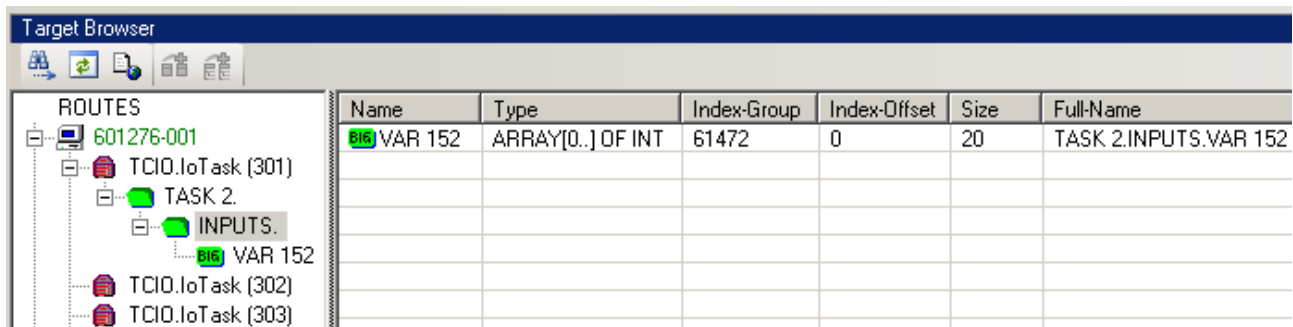 Target Browser
ROUTES
601276-001
TCIO.IoTask (301)
TASK 2.
INPUTS.
BIG VAR 152
TCIO.IoTask (302)
TCIO.IoTask (303)
Name Type Index-Group Index-Offset Size Full-Name
BIG VAR 152 ARRAY[0..] OF INT 61472 0 20 TASK 2.INPUTS.VAR 152